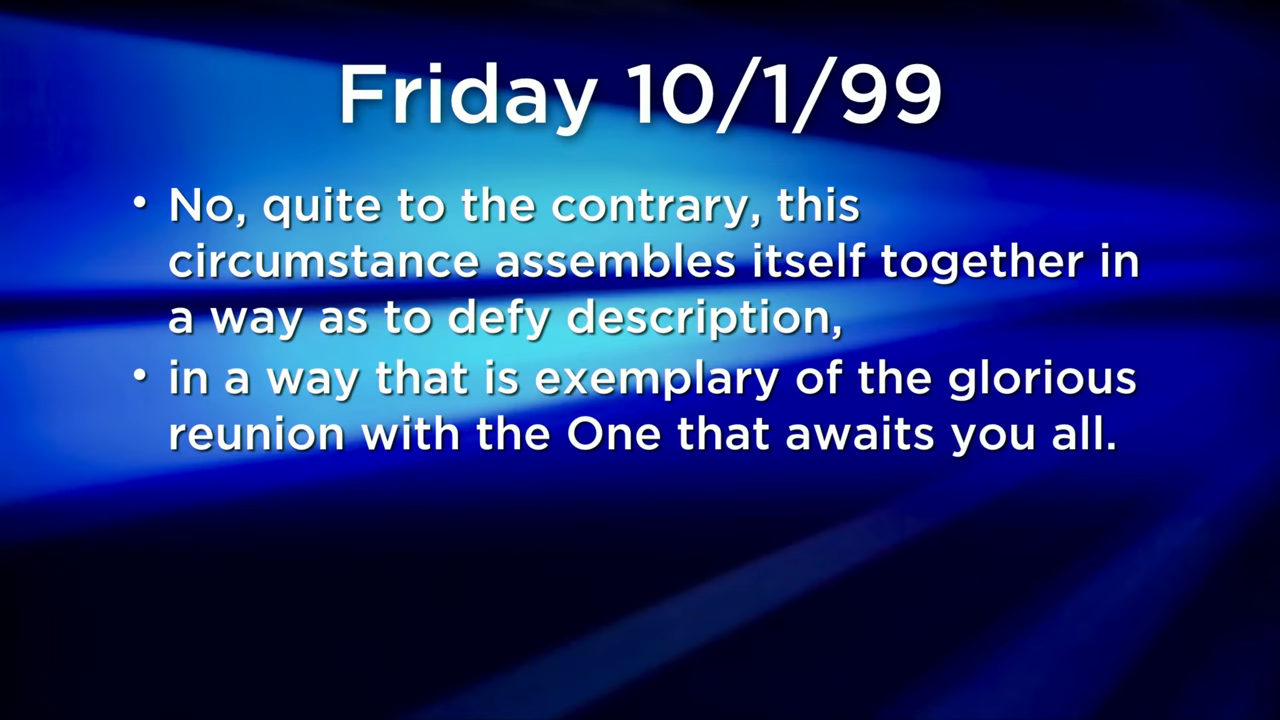 Friday 10/1/99
• No, quite to the contrary, this
circumstance assembles itself together in
a way as to defy description,
• in a way that is exemplary of the glorious
reunion with the One that awaits you all.